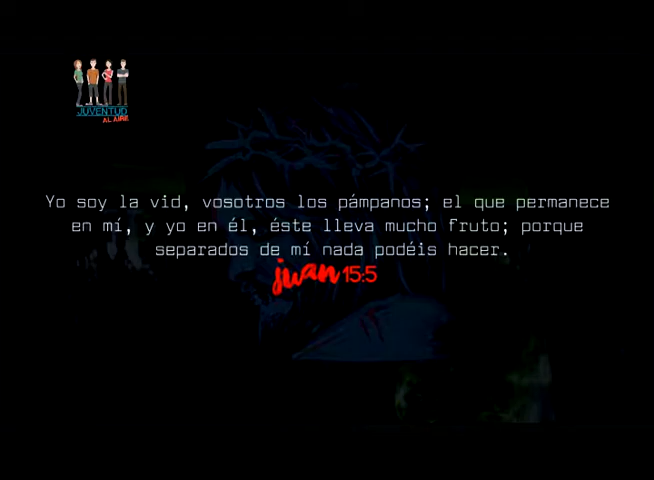 JUVENTUD
AL AIRE
Yo soy la vid, vosotros los pámpanos; el que permanece
en mí, y yo en él, éste lleva mucho fruto; porque
separados de mí nada podéis hacer.
juan 15:5